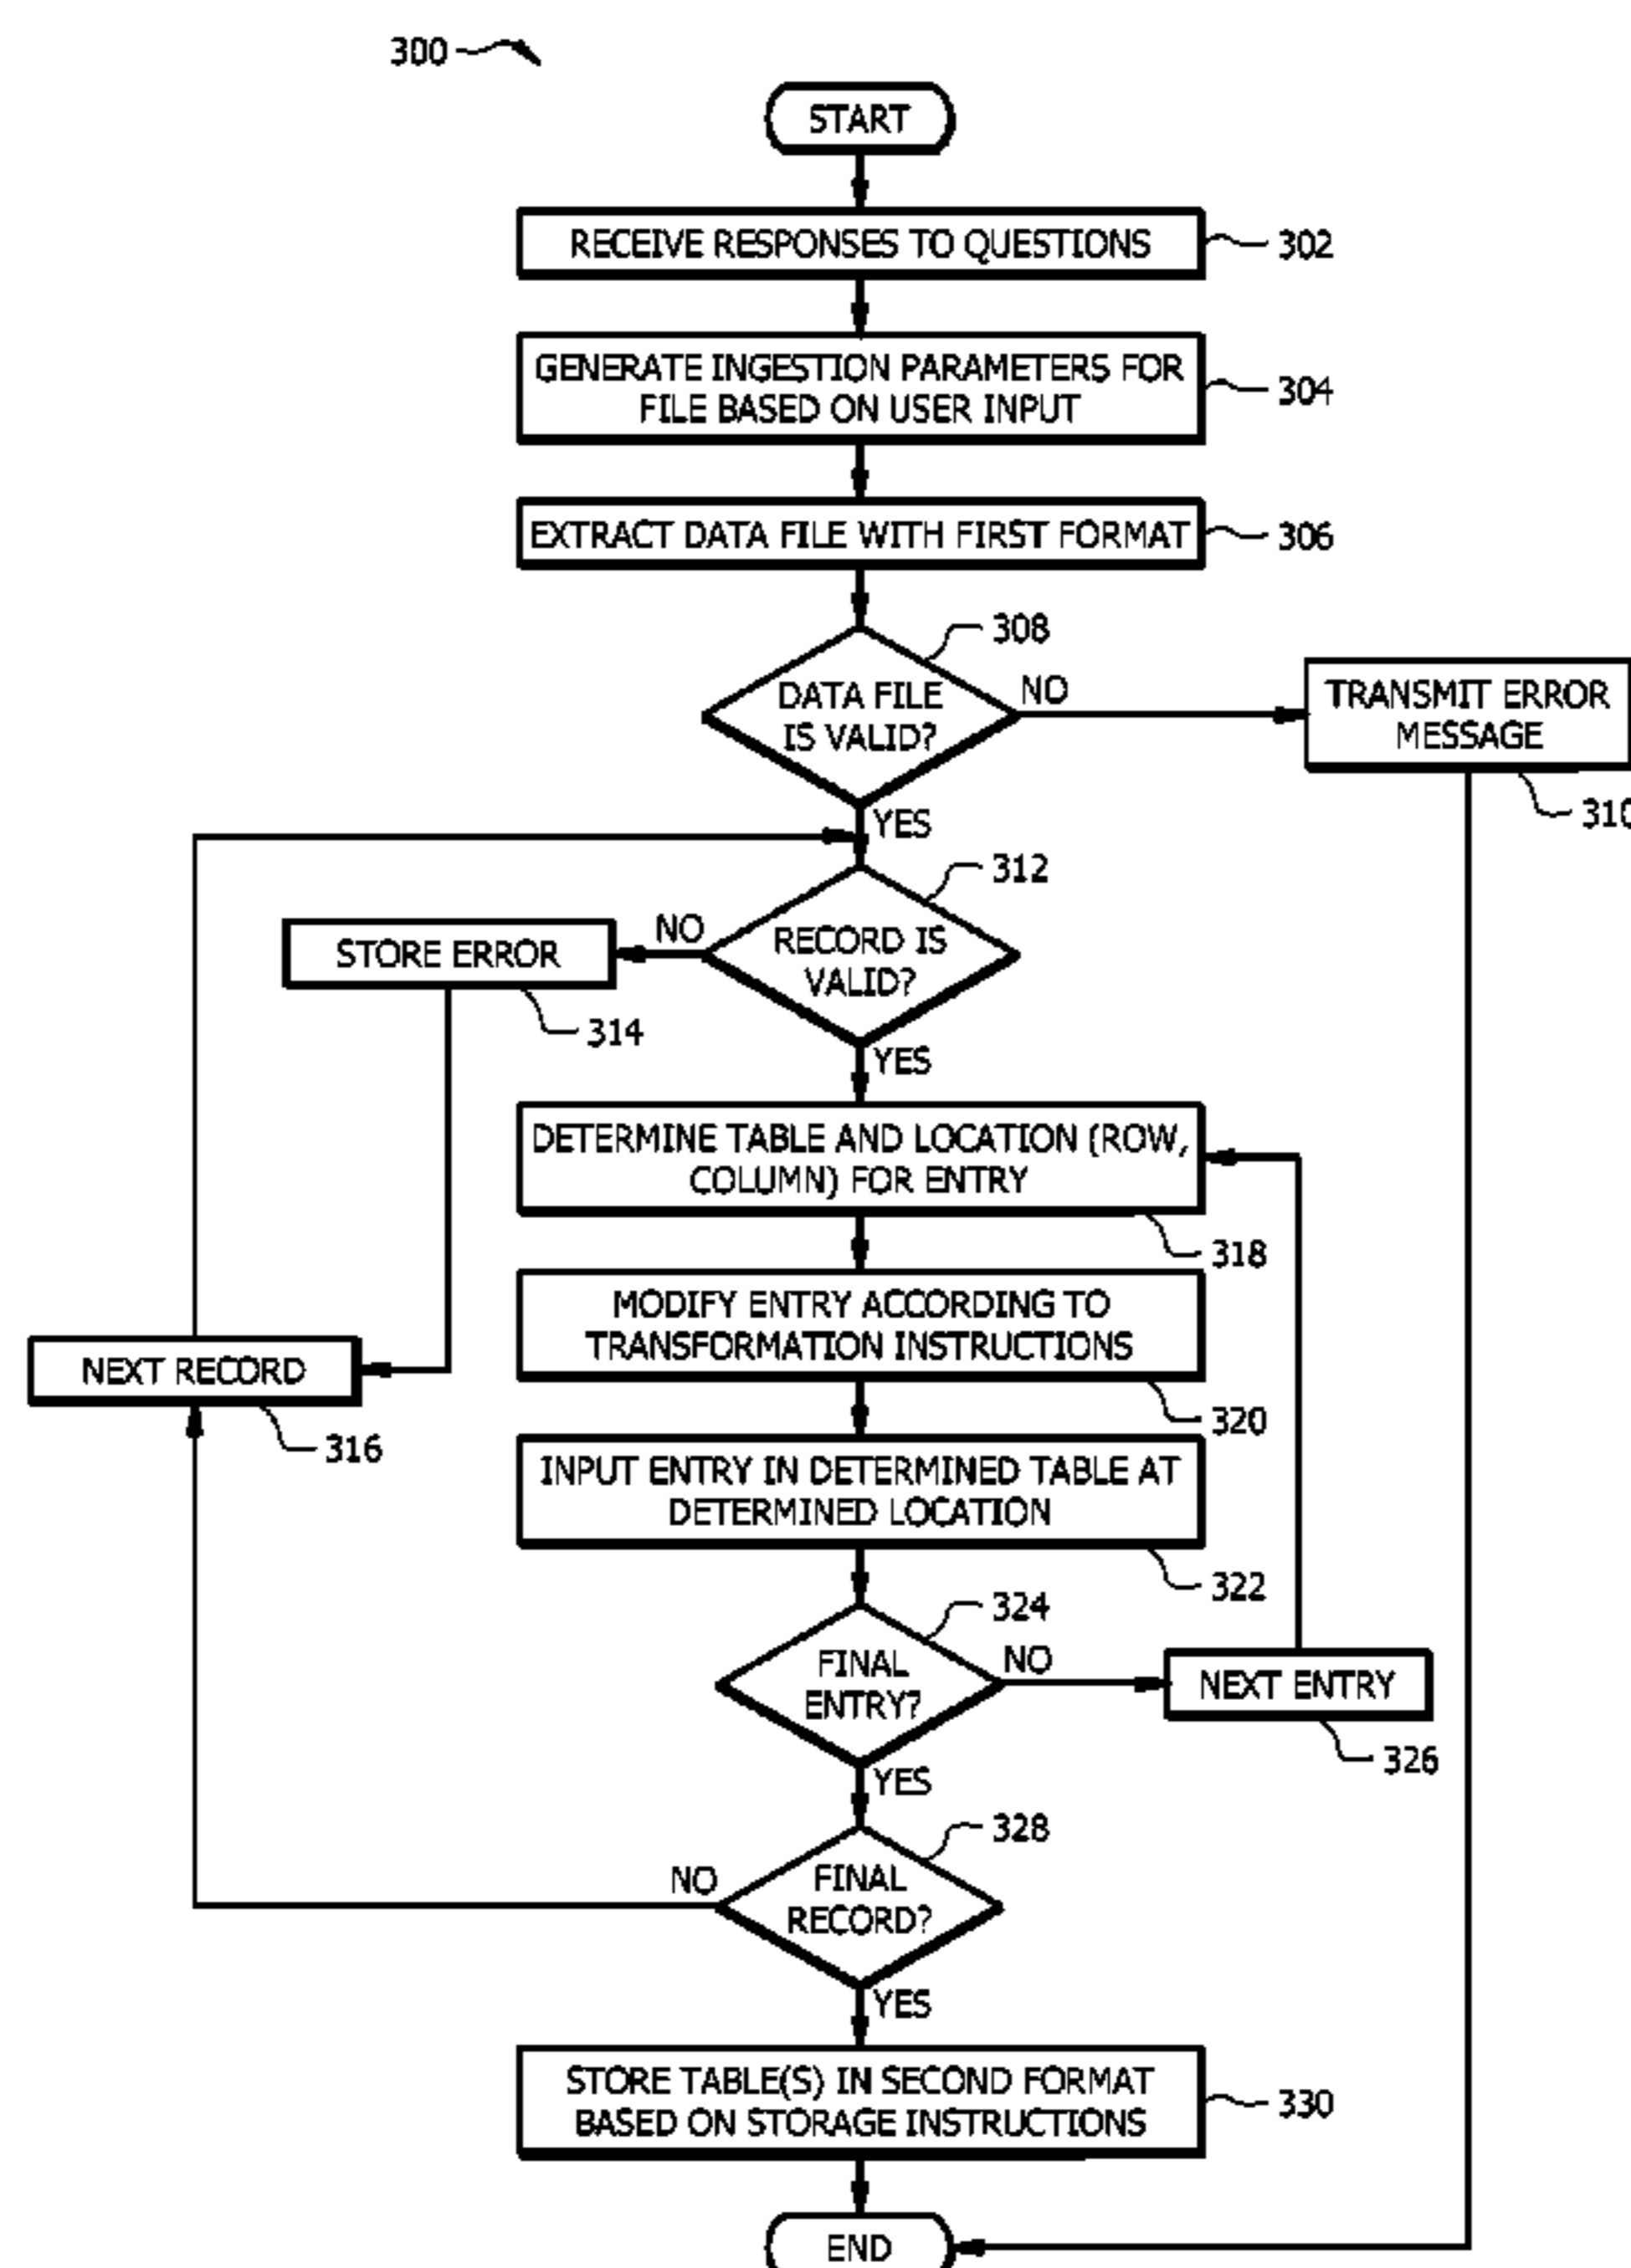 300
START
RECEIVE RESPONSES TO QUESTIONS
302
GENERATE INGESTION PARAMETERS FOR
FILE BASED ON USER INPUT
304
EXTRACT DATA FILE WITH FIRST FORMAT
306
308
DATA FILE
IS VALID?
NO
TRANSMIT ERROR
MESSAGE
310
YES
312
RECORD IS
VALID?
NO
STORE ERROR
314
YES
DETERMINE TABLE AND LOCATION (ROW,
COLUMN) FOR ENTRY
318
MODIFY ENTRY ACCORDING TO
TRANSFORMATION INSTRUCTIONS
320
NEXT RECORD
316
INPUT ENTRY IN DETERMINED TABLE AT
DETERMINED LOCATION
322
324
FINAL
ENTRY?
NO
NEXT ENTRY
326
YES
328
FINAL
RECORD?
NO
YES
STORE TABLE(S) IN SECOND FORMAT
BASED ON STORAGE INSTRUCTIONS
330
END